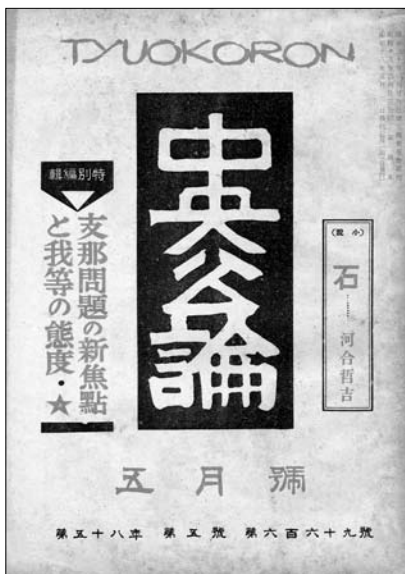 TYUOKORON
中央公論
特別編輯
支那問題の新焦點
と我等の態度・★
(小說)
石……河合哲吉
五月號
第五十八年 第五號 第六百六十九號